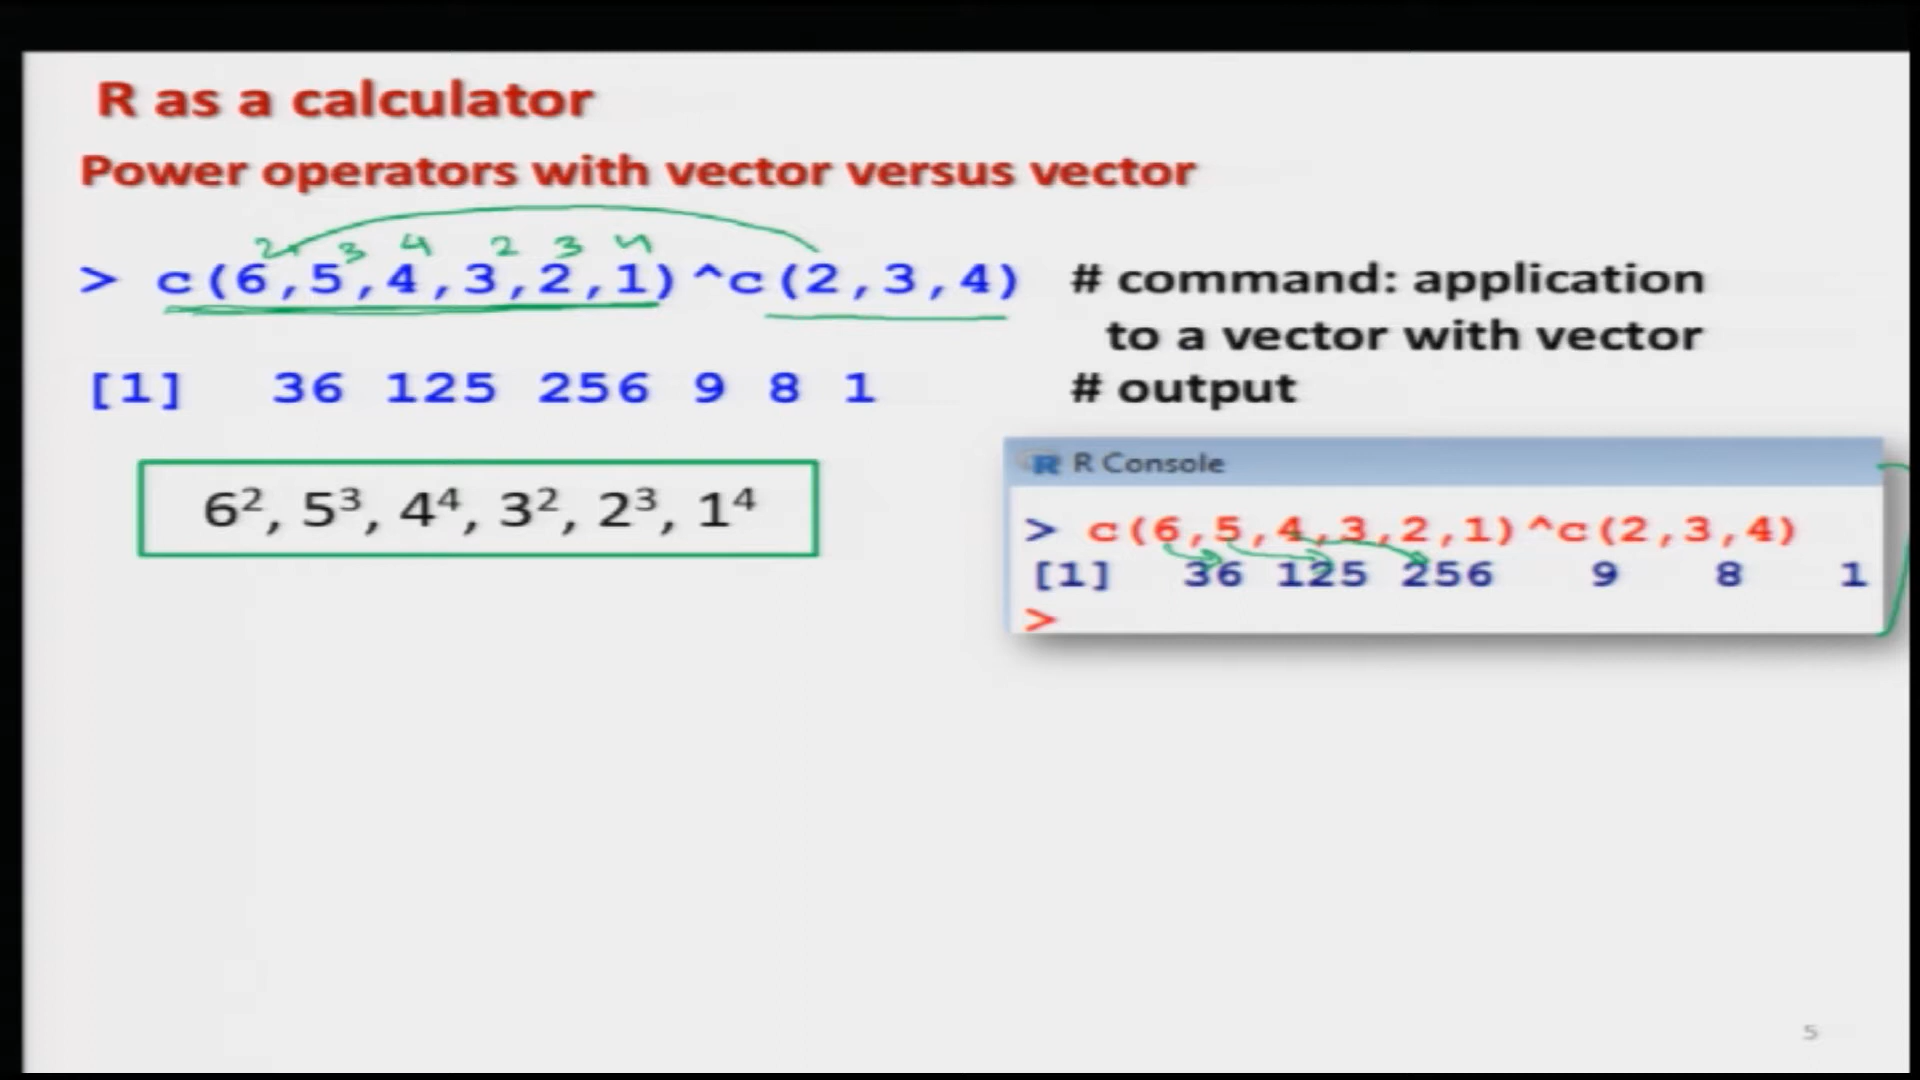 R as a calculator
Power operators with vector versus vector
2 3 4 2 3 4
> c(6,5,4,3,2,1)^c(2,3,4) # command: application
to a vector with vector
[1] 36 125 256 9 8 1 # output
6², 5³, 4⁴, 3², 2³, 1⁴
R R Console
> c(6,5,4,3,2,1)^c(2,3,4)
[1] 36 125 256 9 8 1
>
5